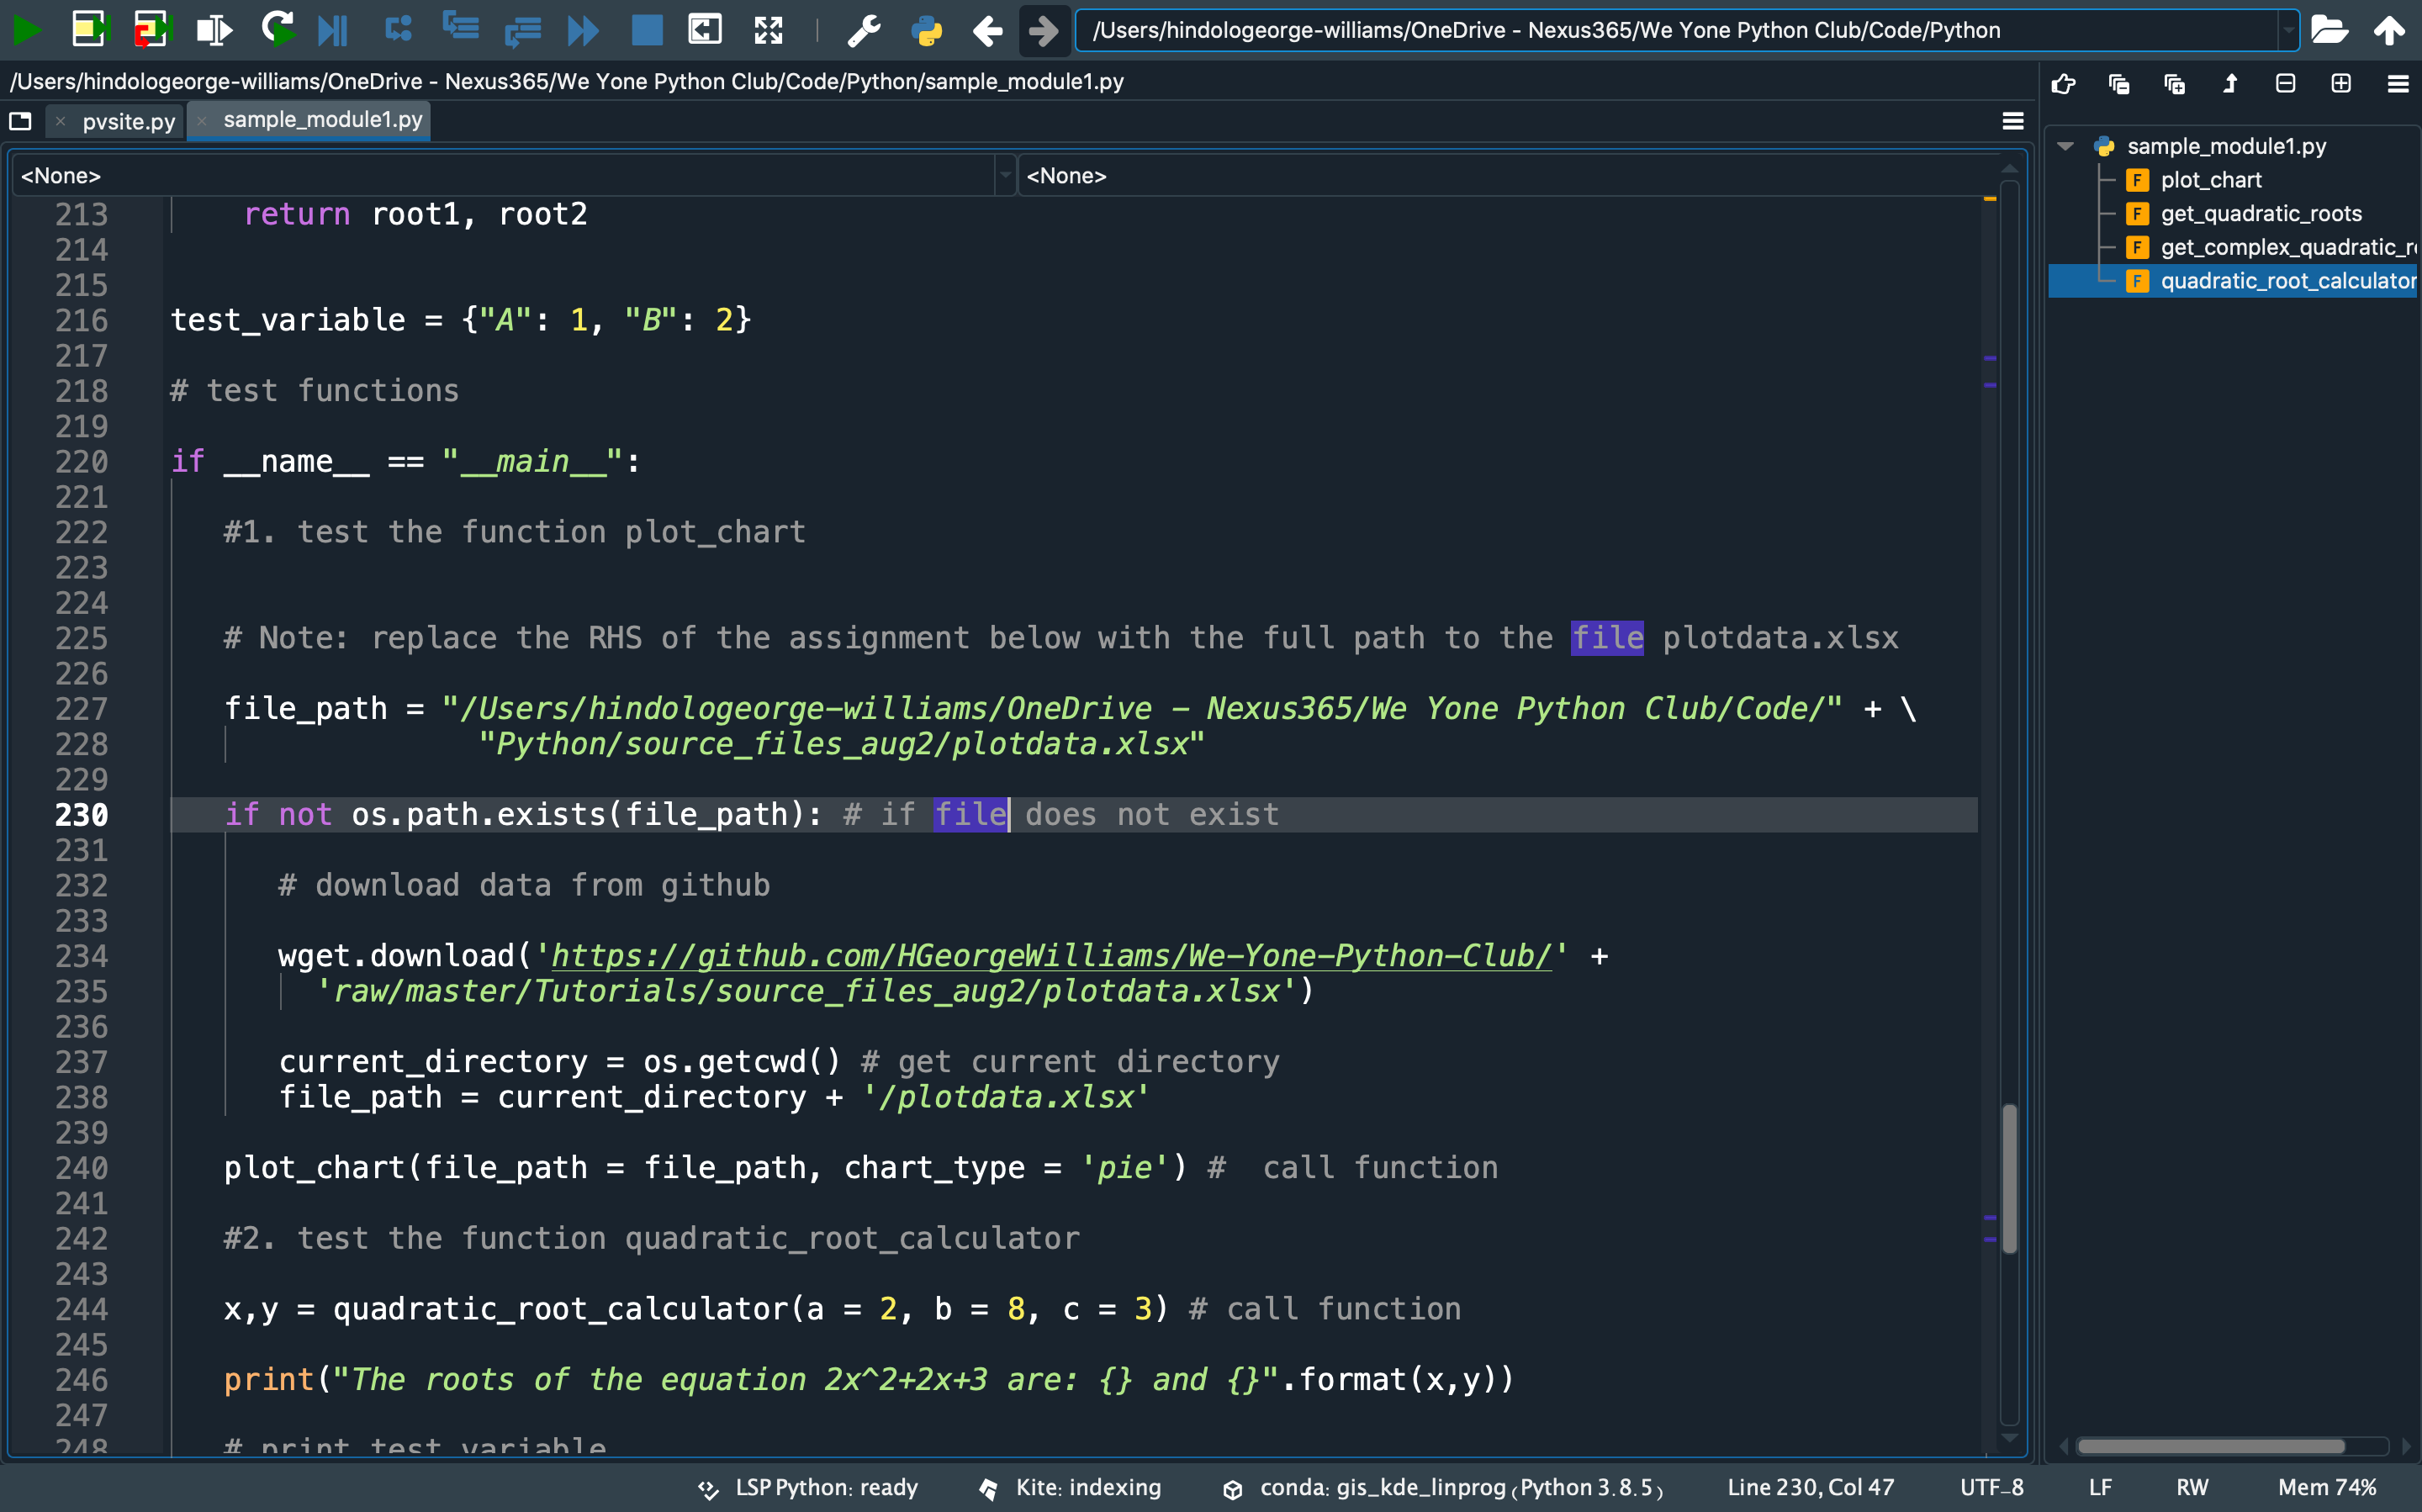 /Users/hindologeorge-williams/OneDrive - Nexus365/We Yone Python Club/Code/Python
/Users/hindologeorge-williams/OneDrive - Nexus365/We Yone Python Club/Code/Python/sample_module1.py
pvsite.py
sample_module1.py
<None>
<None>
213 return root1, root2
214
215
216 test_variable = {"A": 1, "B": 2}
217
218 # test functions
219
220 if __name__ == "__main__":
221
222 #1. test the function plot_chart
223
224
225 # Note: replace the RHS of the assignment below with the full path to the file plotdata.xlsx
226
227 file_path = "/Users/hindologeorge-williams/OneDrive - Nexus365/We Yone Python Club/Code/" + \
228 "Python/source_files_aug2/plotdata.xlsx"
229
230 if not os.path.exists(file_path): # if file does not exist
231
232 # download data from github
233
234 wget.download('https://github.com/HGeorgeWilliams/We-Yone-Python-Club/' +
235 'raw/master/Tutorials/source_files_aug2/plotdata.xlsx')
236
237 current_directory = os.getcwd() # get current directory
238 file_path = current_directory + '/plotdata.xlsx'
239
240 plot_chart(file_path = file_path, chart_type = 'pie') #  call function
241
242 #2. test the function quadratic_root_calculator
243
244 x,y = quadratic_root_calculator(a = 2, b = 8, c = 3) # call function
245
246 print("The roots of the equation 2x^2+2x+3 are: {} and {}".format(x,y))
247
248 # print test variable
sample_module1.py
F plot_chart
F get_quadratic_roots
F get_complex_quadratic_r
F quadratic_root_calculator
LSP Python: ready
Kite: indexing
conda: gis_kde_linprog (Python 3.8.5)
Line 230, Col 47
UTF-8
LF
RW
Mem 74%